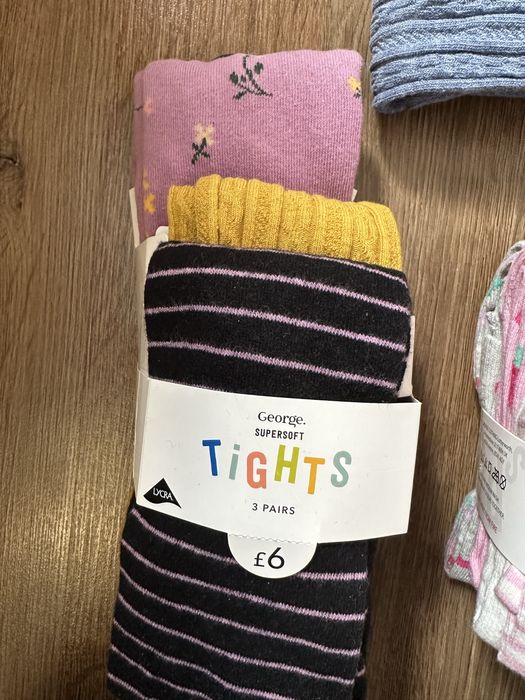 George.
SUPERSOFT
TiGHTS
LYCRA
3 PAIRS
£6